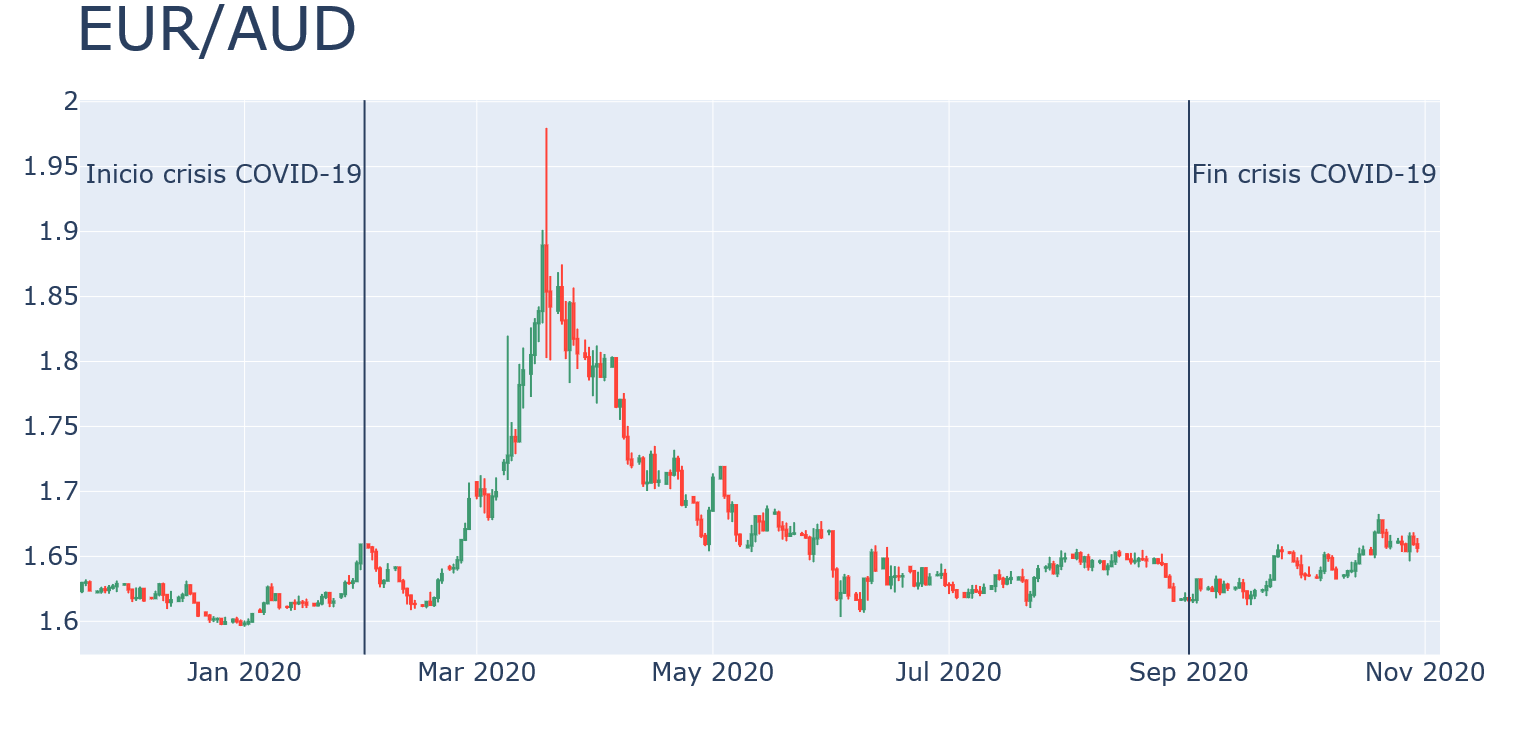 EUR/AUD
2
1.95
Inicio crisis COVID-19
Fin crisis COVID-19
1.9
1.85
1.8
1.75
1.7
1.65
1.6
Jan 2020
Mar 2020
May 2020
Jul 2020
Sep 2020
Nov 2020